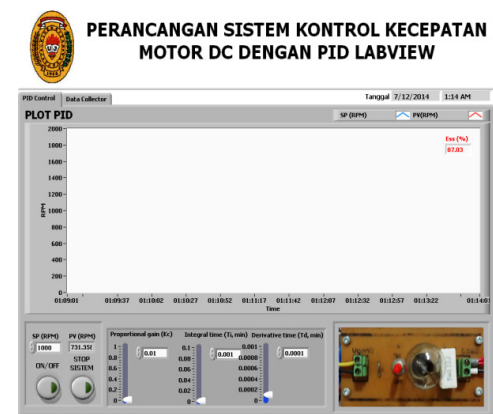 PERANCANGAN SISTEM KONTROL KECEPATAN
MOTOR DC DENGAN PID LABVIEW
PID Control Data Collector
Tanggal 7/12/2014 1:14 AM
PLOT PID
SP (RPM) PV(RPM)
Ess (%)
87.03
RPM
2000
1800
1600
1400
1200
1000
800
600
400
200
0
01:09:01 01:09:37 01:10:02 01:10:27 01:10:52 01:11:17 01:11:42 01:12:07 01:12:32 01:12:57 01:13:22 01:14:01
Time
SP (RPM) PV (RPM)
1000 731.358
ON/OFF STOP SISTEM
Proportional gain (Kc)
0.01
1
0.8
0.6
0.4
0.2
0
Integral time (Ti, min)
0.001
0.1
0.08
0.06
0.04
0.02
0
Derivative time (Td, min)
0.0001
0.001
0.0008
0.0006
0.0004
0.0002
0